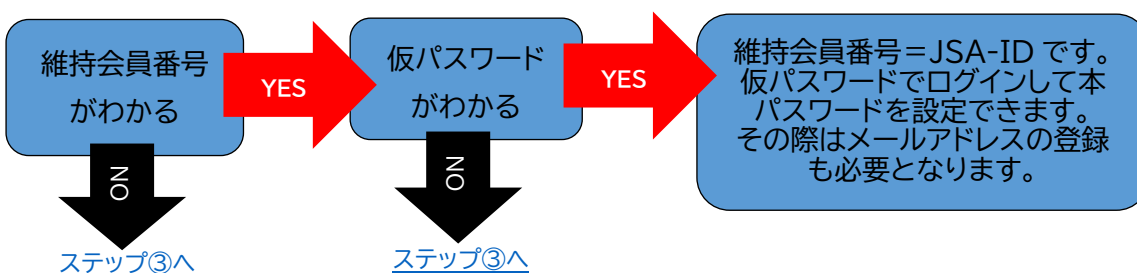 維持会員番号
がわかる
YES
仮パスワード
がわかる
YES
維持会員番号＝JSA-ID です。
仮パスワードでログインして本
パスワードを設定できます。
その際はメールアドレスの登録
も必要となります。
NO
NO
ステップ③へ
ステップ③へ